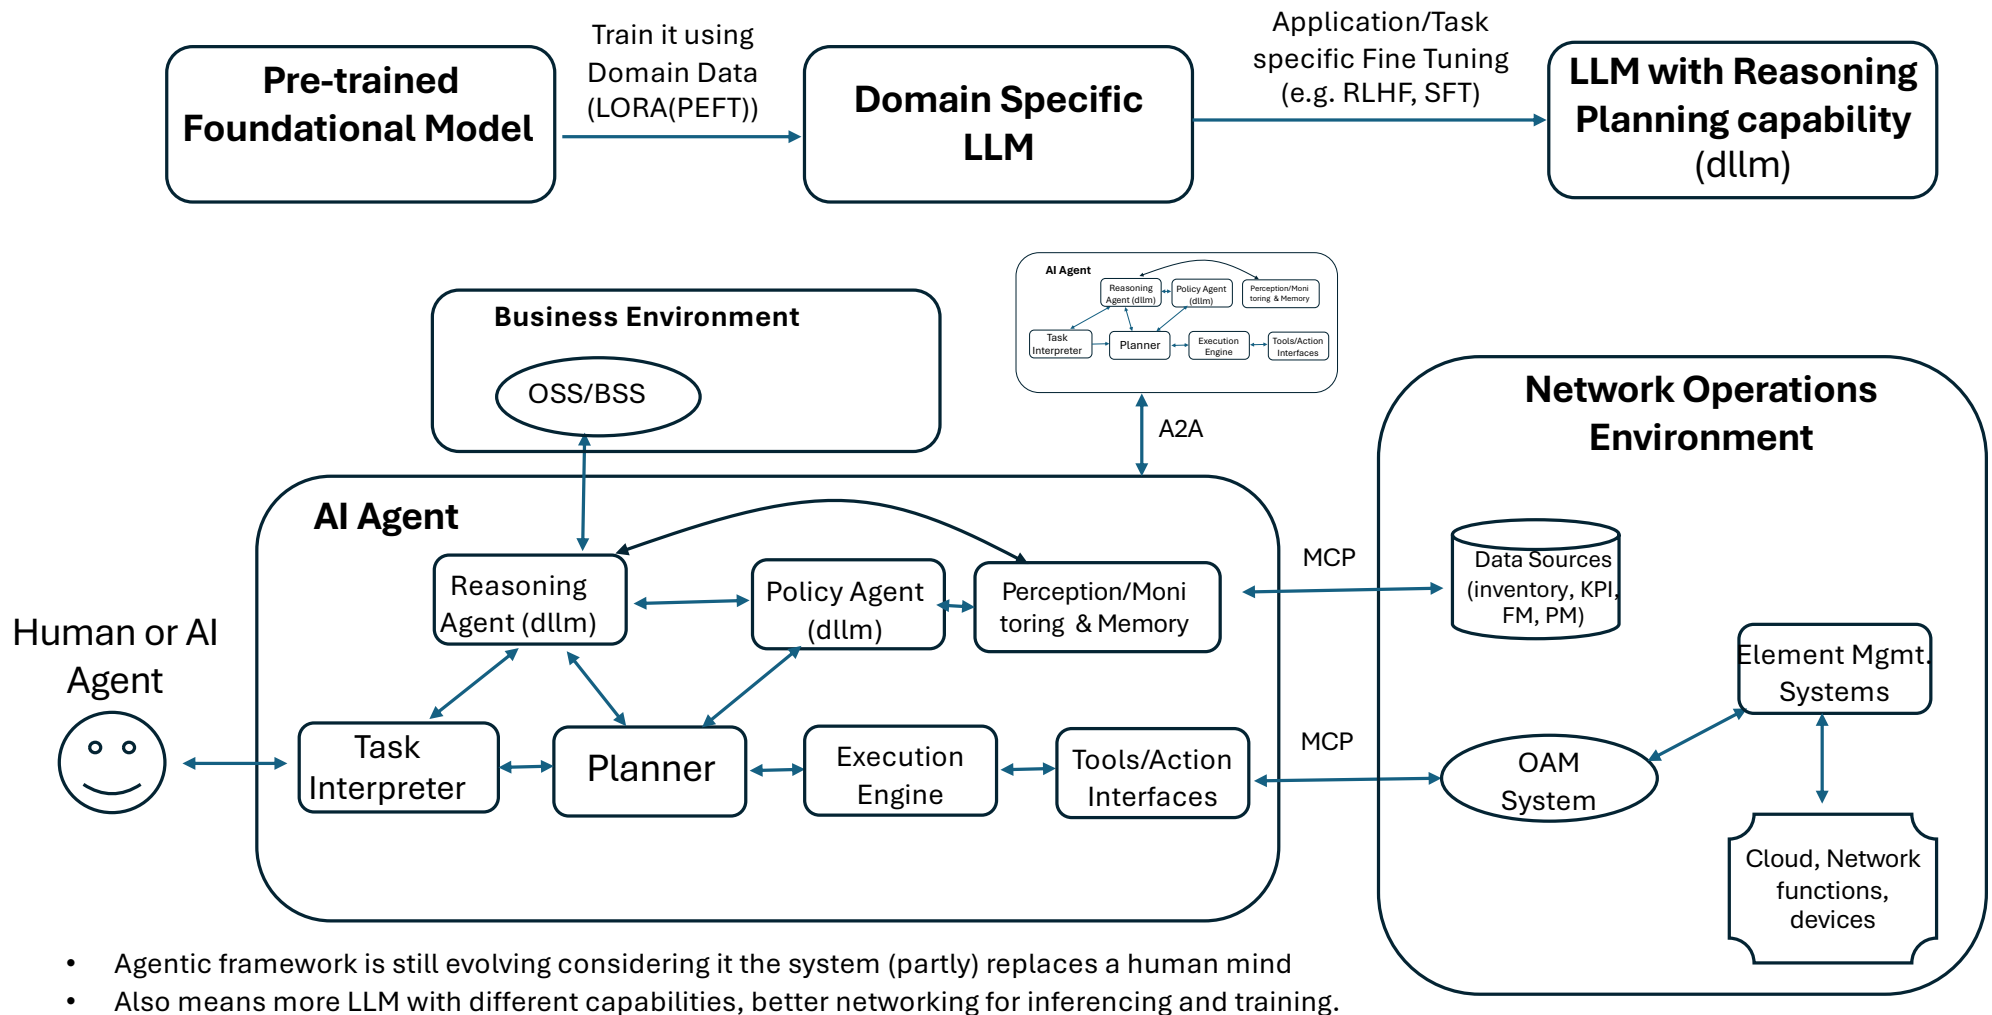 Pre-trained
Foundational Model
Train it using
Domain Data
(LORA(PEFT))
Domain Specific
LLM
Application/Task
specific Fine Tuning
(e.g. RLHF, SFT)
LLM with Reasoning
Planning capability
(dllm)
Business Environment
OSS/BSS
AI Agent
Reasoning
Agent (dllm)
Policy Agent
(dllm)
Perception/Moni
toring & Memory
Task
Interpreter
Planner
Execution
Engine
Tools/Action
Interfaces
A2A
Network Operations
Environment
AI Agent
Reasoning
Agent (dllm)
Policy Agent
(dllm)
Perception/Moni
toring & Memory
MCP
Data Sources
(inventory, KPI,
FM, PM)
Human or AI
Agent
Task
Interpreter
Planner
Execution
Engine
Tools/Action
Interfaces
MCP
OAM
System
Element Mgmt.
Systems
Cloud, Network
functions,
devices
• Agentic framework is still evolving considering it the system (partly) replaces a human mind
• Also means more LLM with different capabilities, better networking for inferencing and training.